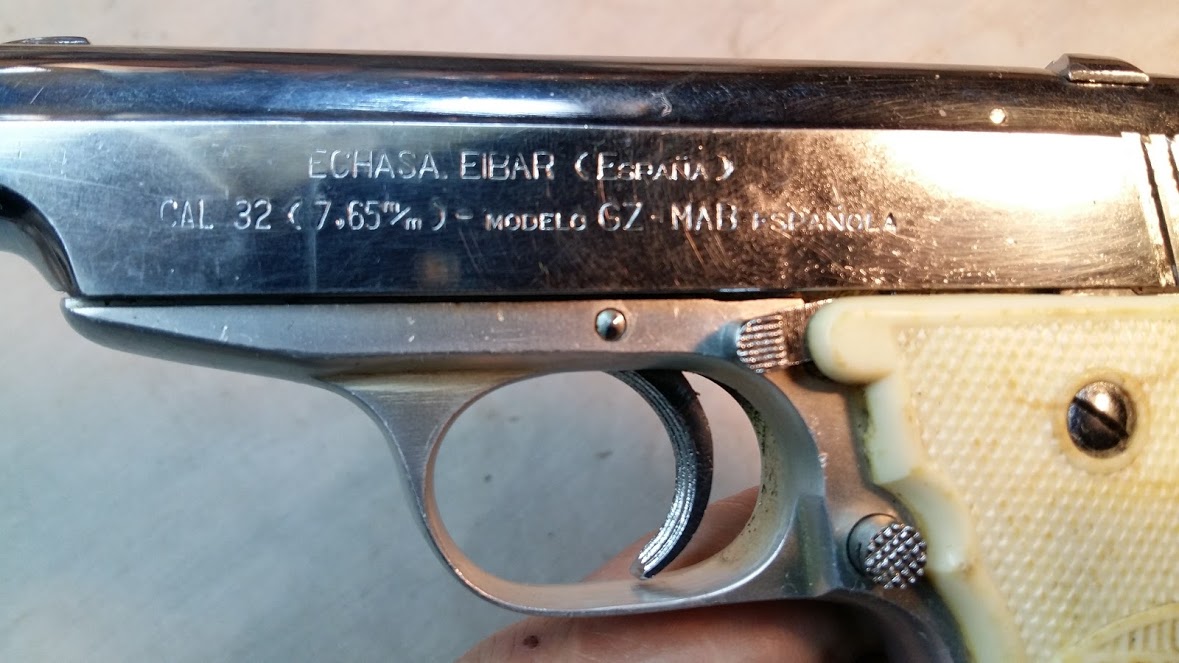 ECHASA. EIBAR (ESPAÑA)
CAL 32 (7,65 m/m) - MODELO GZ - MAB ESPAÑOLA